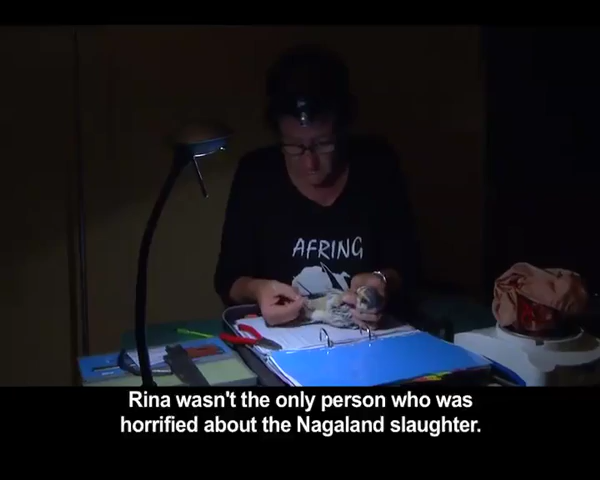 AFRING
Rina wasn't the only person who was
horrified about the Nagaland slaughter.